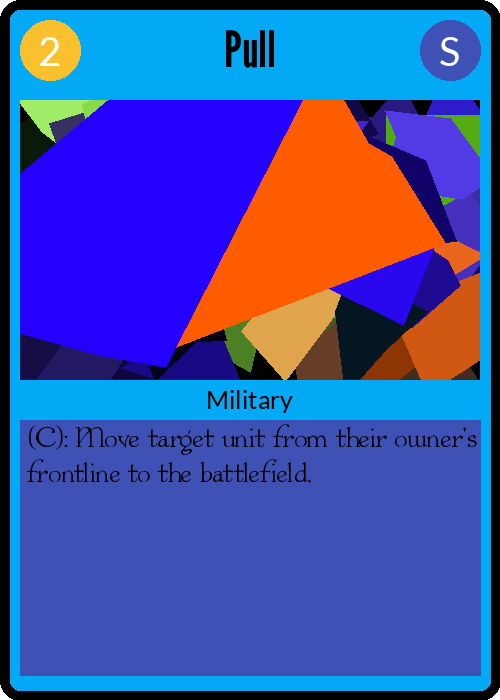 2
Pull
S
Military
(C): Move target unit from their owner's
frontline to the battlefield.